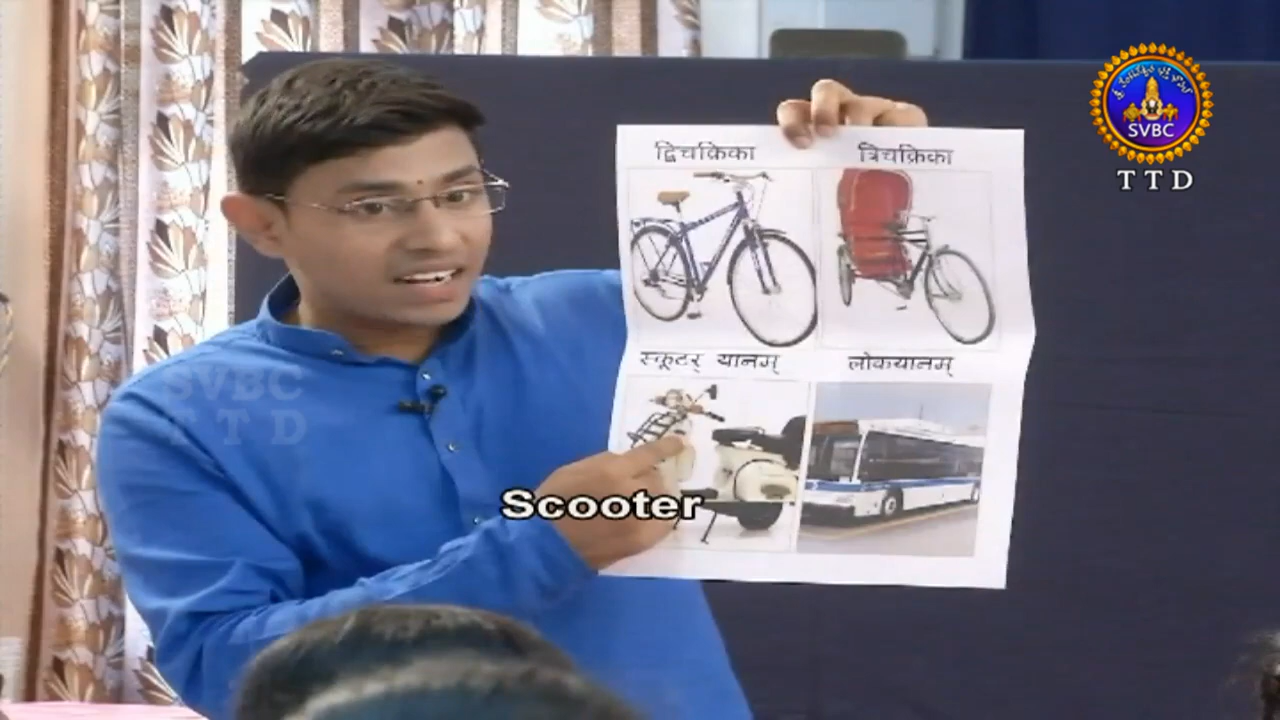 द्विचक्रिका
त्रिचक्रिका
स्कूटर् यानम्
लोकयानम्
Scooter
SVBC
TTD
SVBC
TTD